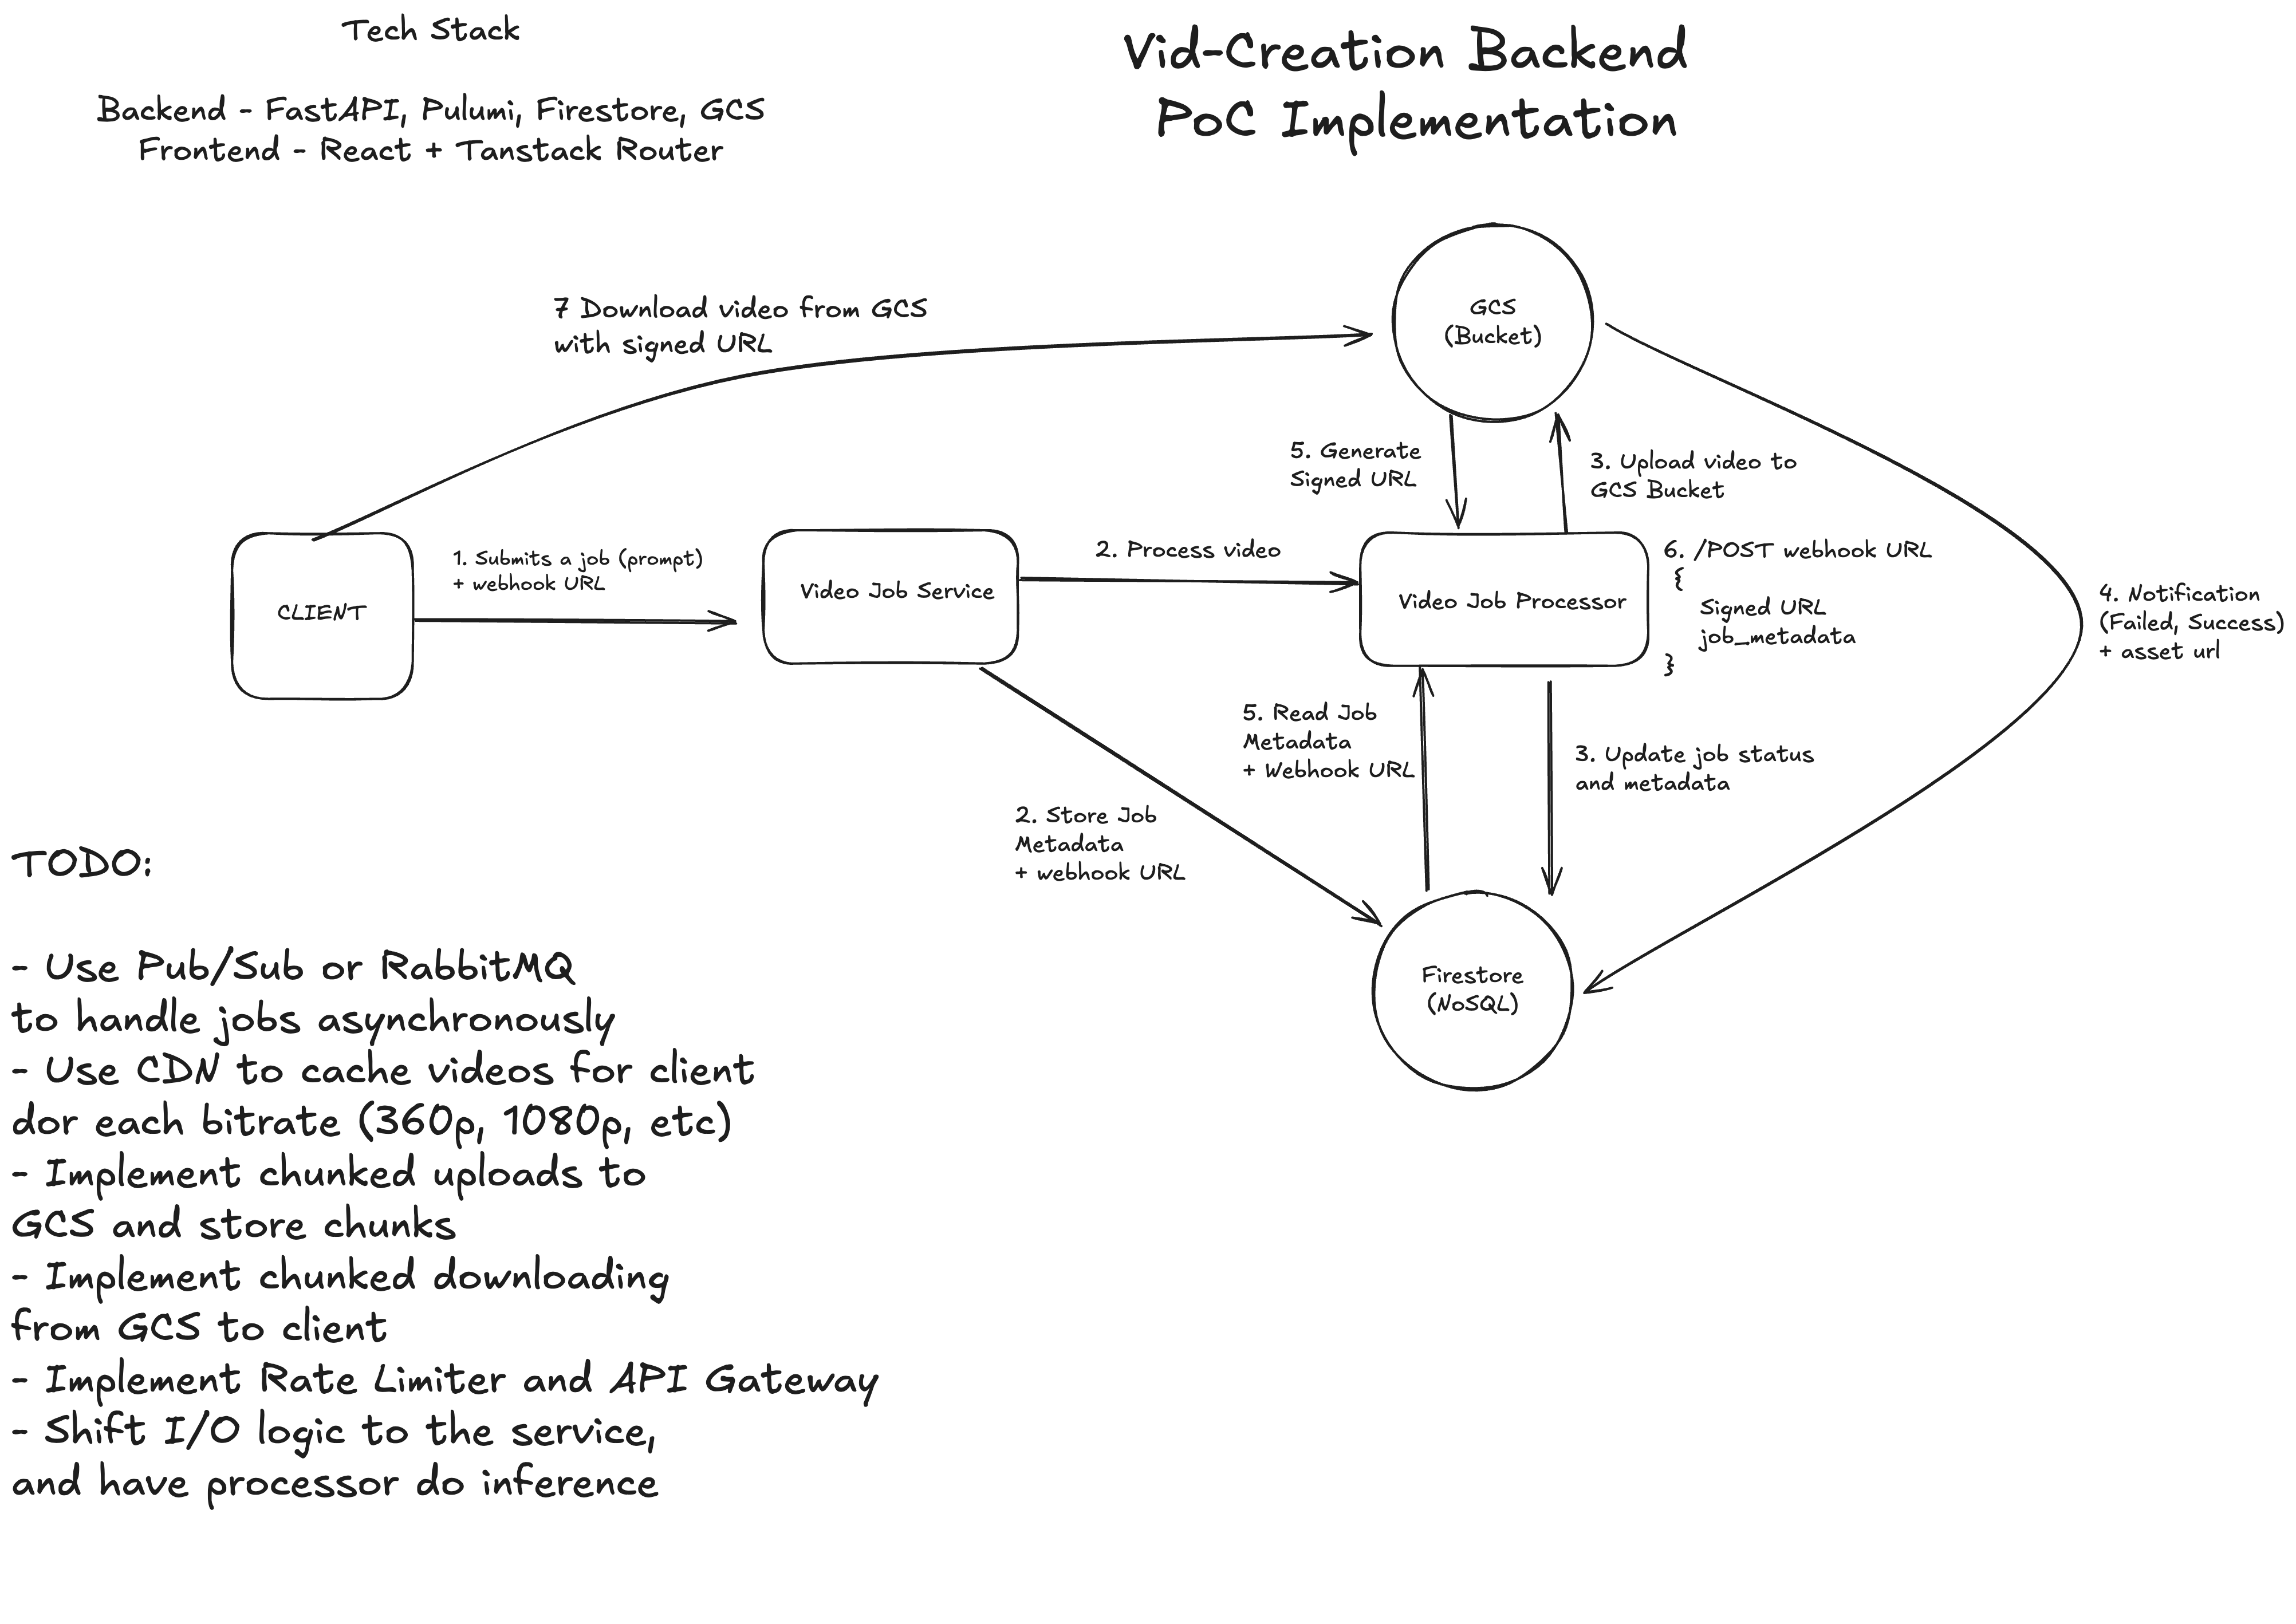 Tech Stack
Backend - FastAPI, Pulumi, Firestore, GCS
Frontend - React + Tanstack Router
Vid-Creation Backend
PoC Implementation
7 Download video from GCS
with signed URL
GCS
(Bucket)
5. Generate
Signed URL
3. Upload video to
GCS Bucket
1. Submits a job (prompt)
+ webhook URL
CLIENT
Video Job Service
2. Process video
Video Job Processor
6. /POST webhook URL
{
Signed URL
job_metadata
}
4. Notification
(Failed, Success)
+ asset url
5. Read Job
Metadata
+ Webhook URL
3. Update job status
and metadata
2. Store Job
Metadata
+ webhook URL
Firestore
(NoSQL)
TODO:
- Use Pub/Sub or RabbitMQ
to handle jobs asynchronously
- Use CDN to cache videos for client
dor each bitrate (360p, 1080p, etc)
- Implement chunked uploads to
GCS and store chunks
- Implement chunked downloading
from GCS to client
- Implement Rate Limiter and API Gateway
- Shift I/O logic to the service,
and have processor do inference